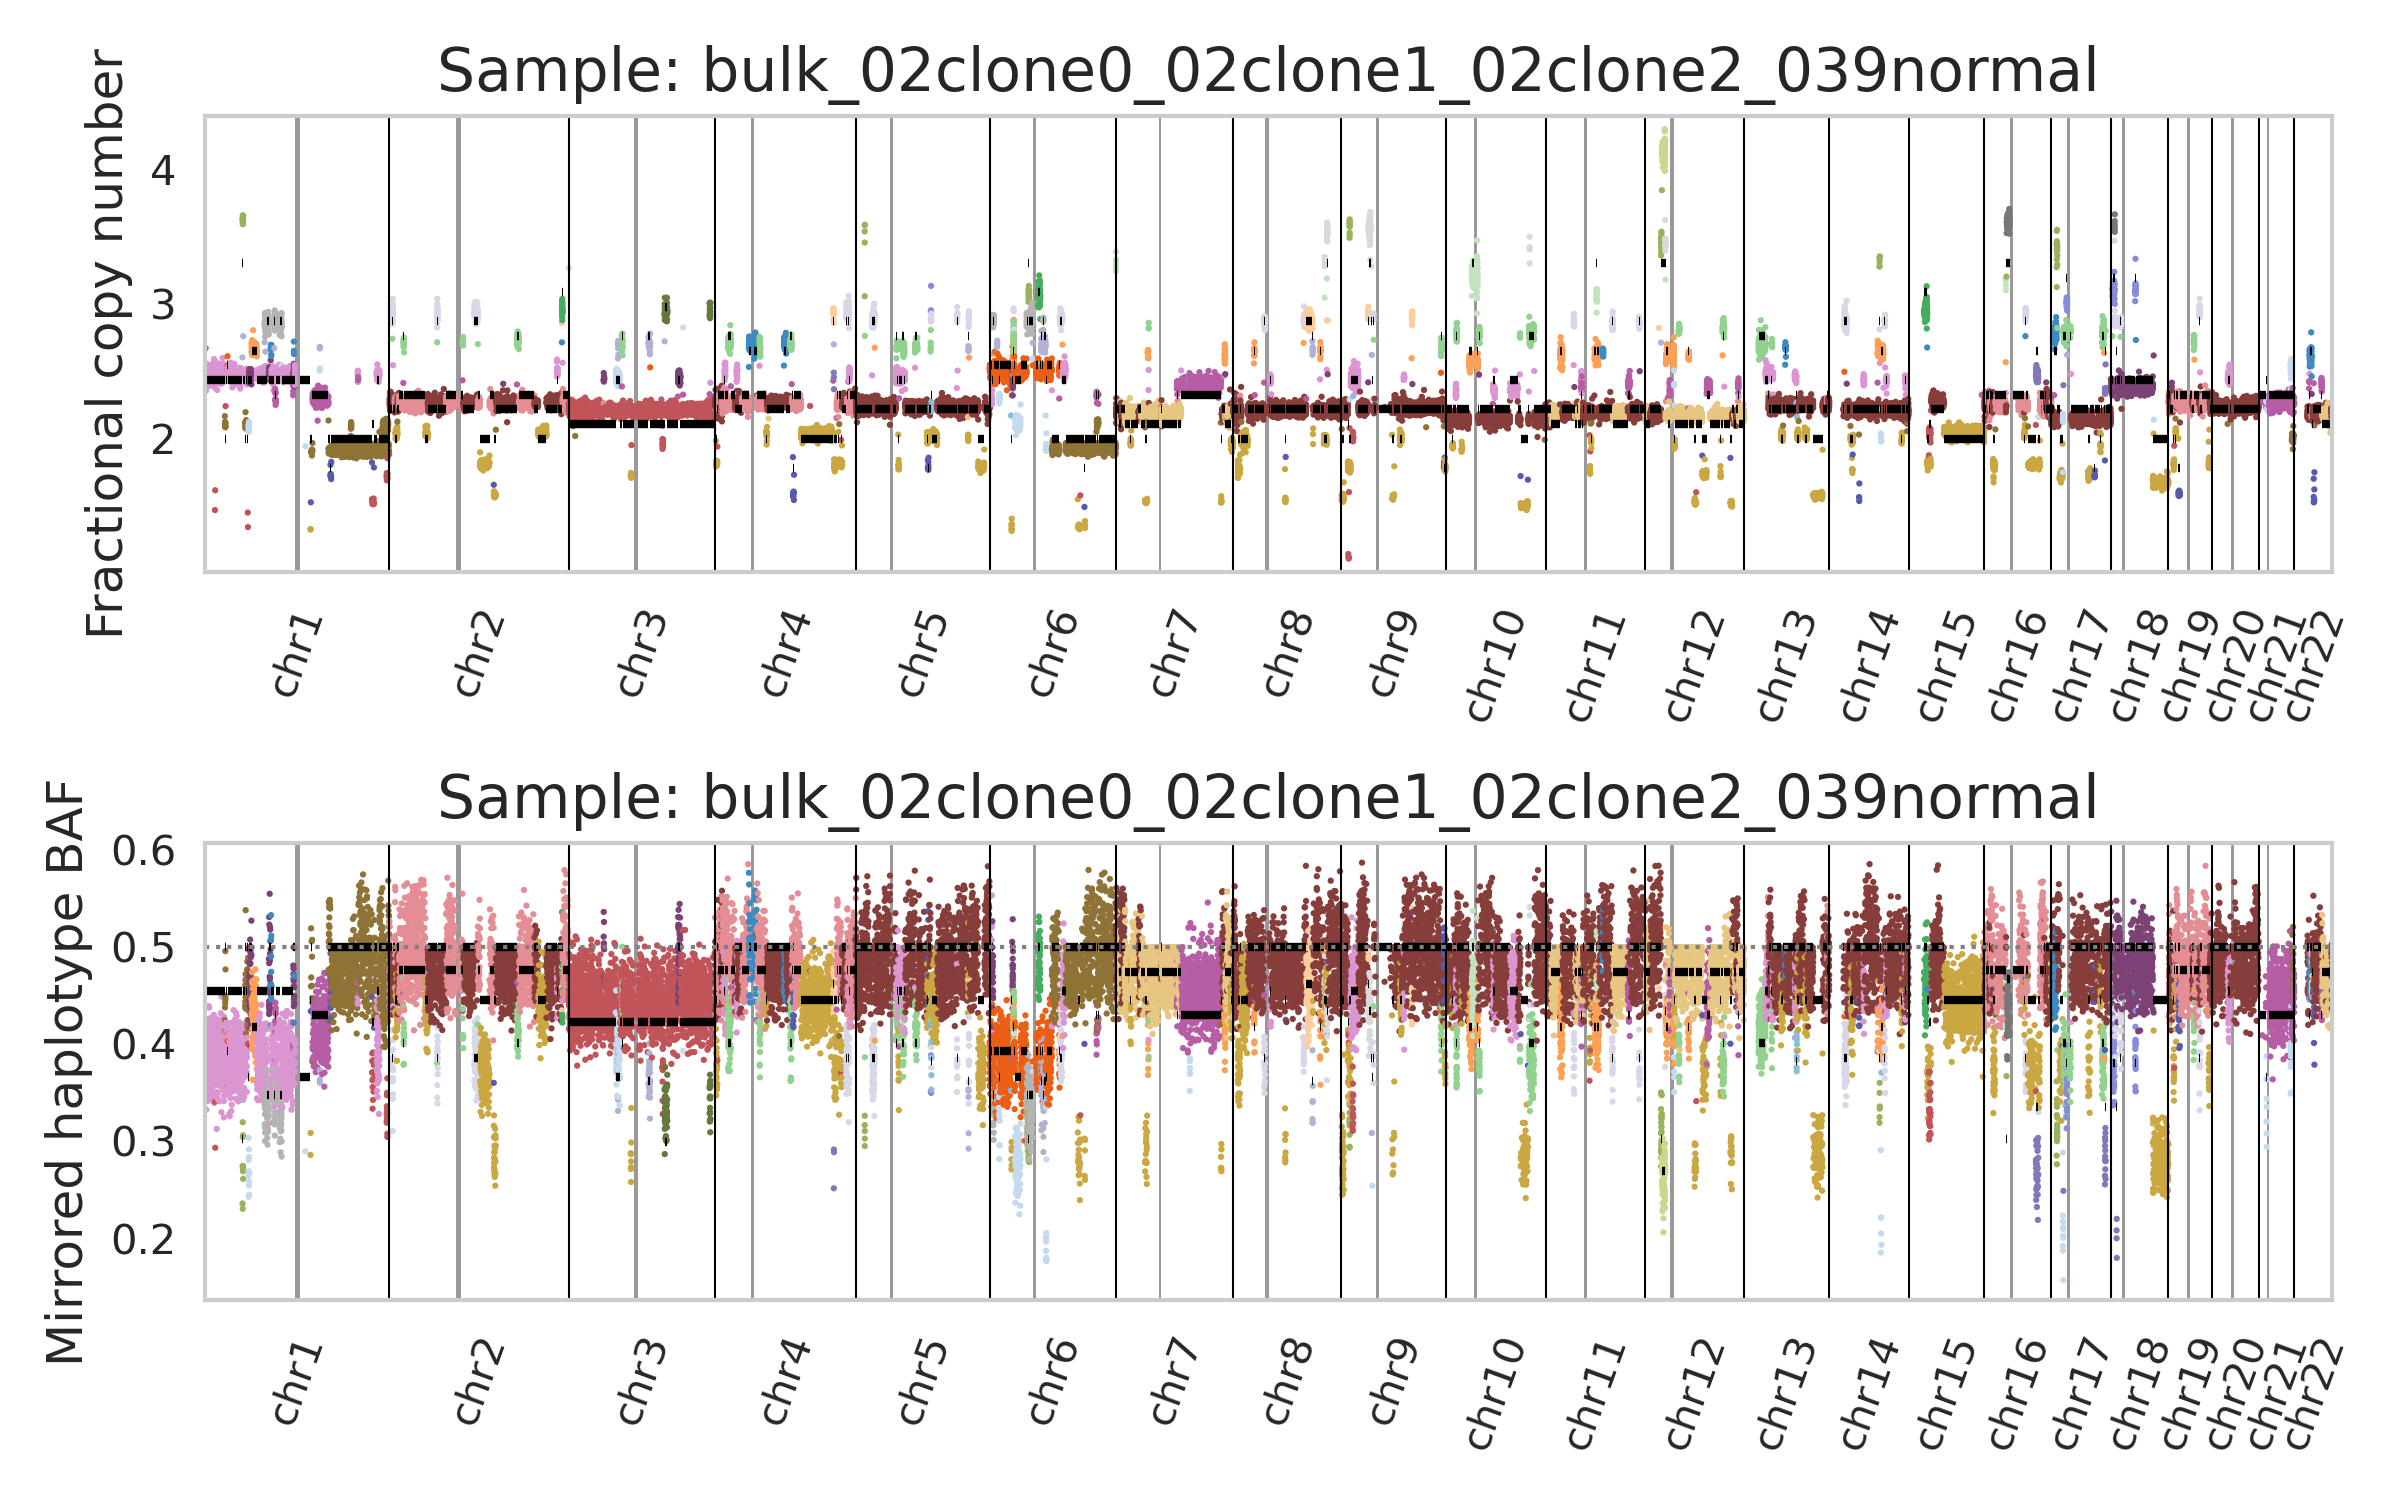 Sample: bulk_02clone0_02clone1_02clone2_039normal
Fractional copy number
4
3
2
chr1 chr2 chr3 chr4 chr5 chr6 chr7 chr8 chr9 chr10 chr11 chr12 chr13 chr14 chr15 chr16 chr17 chr18 chr19 chr20 chr21 chr22
Sample: bulk_02clone0_02clone1_02clone2_039normal
Mirrored haplotype BAF
0.6
0.5
0.4
0.3
0.2
chr1 chr2 chr3 chr4 chr5 chr6 chr7 chr8 chr9 chr10 chr11 chr12 chr13 chr14 chr15 chr16 chr17 chr18 chr19 chr20 chr21 chr22